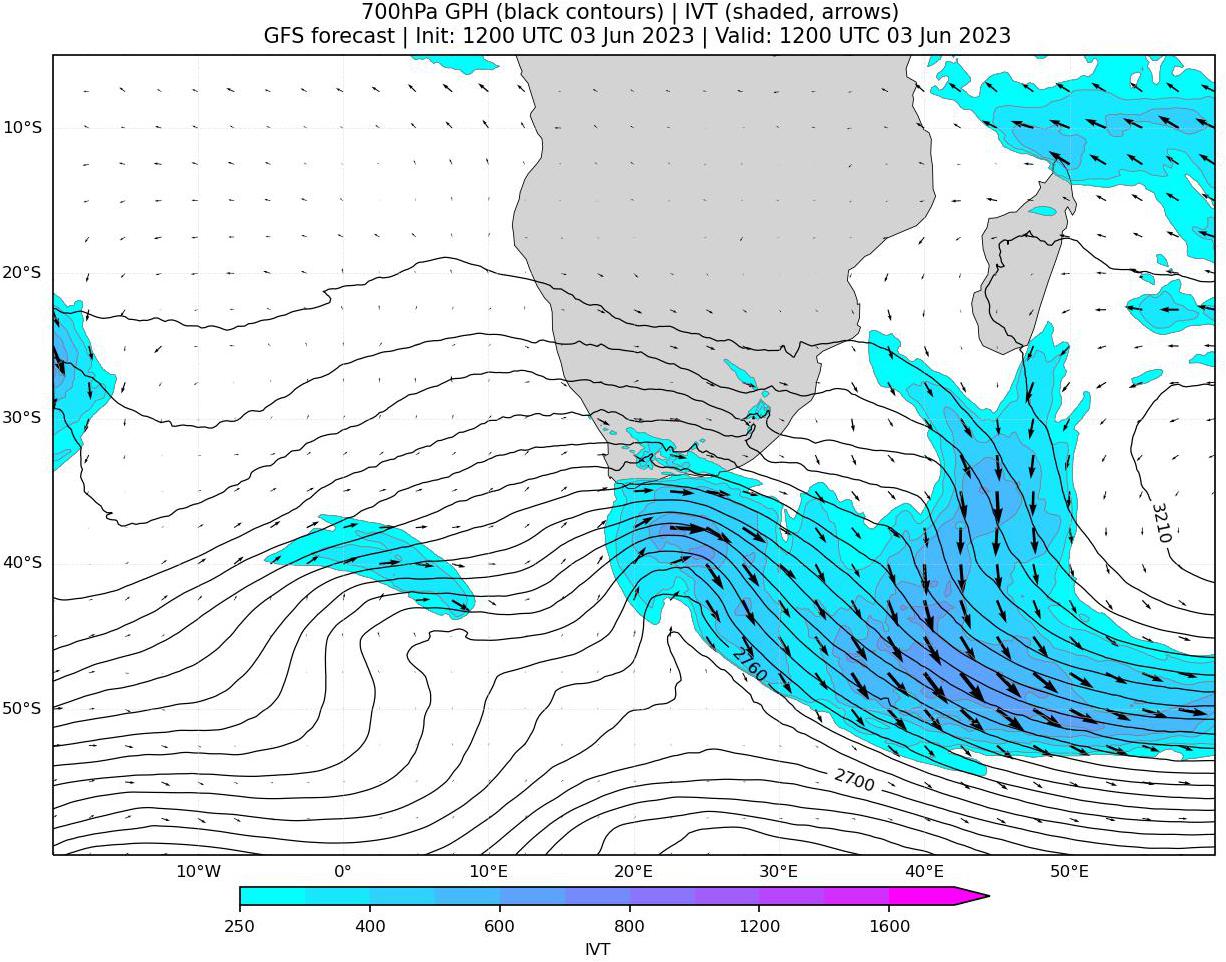 700hPa GPH (black contours) | IVT (shaded, arrows)
GFS forecast | Init: 1200 UTC 03 Jun 2023 | Valid: 1200 UTC 03 Jun 2023
10°S
20°S
30°S
3210
40°S
2760
50°S
2700
10°W 0° 10°E 20°E 30°E 40°E 50°E
250 400 600 800 1200 1600
IVT